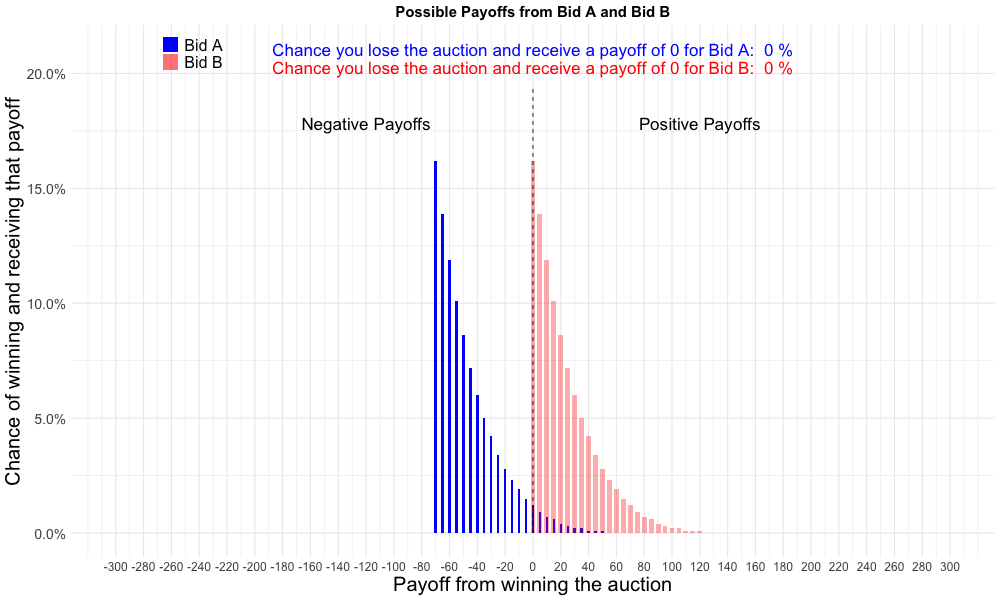 Possible Payoffs from Bid A and Bid B
Bid A
Bid B
Chance you lose the auction and receive a payoff of 0 for Bid A:  0 %
Chance you lose the auction and receive a payoff of 0 for Bid B:  0 %
Negative Payoffs
Positive Payoffs
Chance of winning and receiving that payoff
20.0%
15.0%
10.0%
5.0%
0.0%
-300 -280 -260 -240 -220 -200 -180 -160 -140 -120 -100 -80 -60 -40 -20 0 20 40 60 80 100 120 140 160 180 200 220 240 260 280 300
Payoff from winning the auction